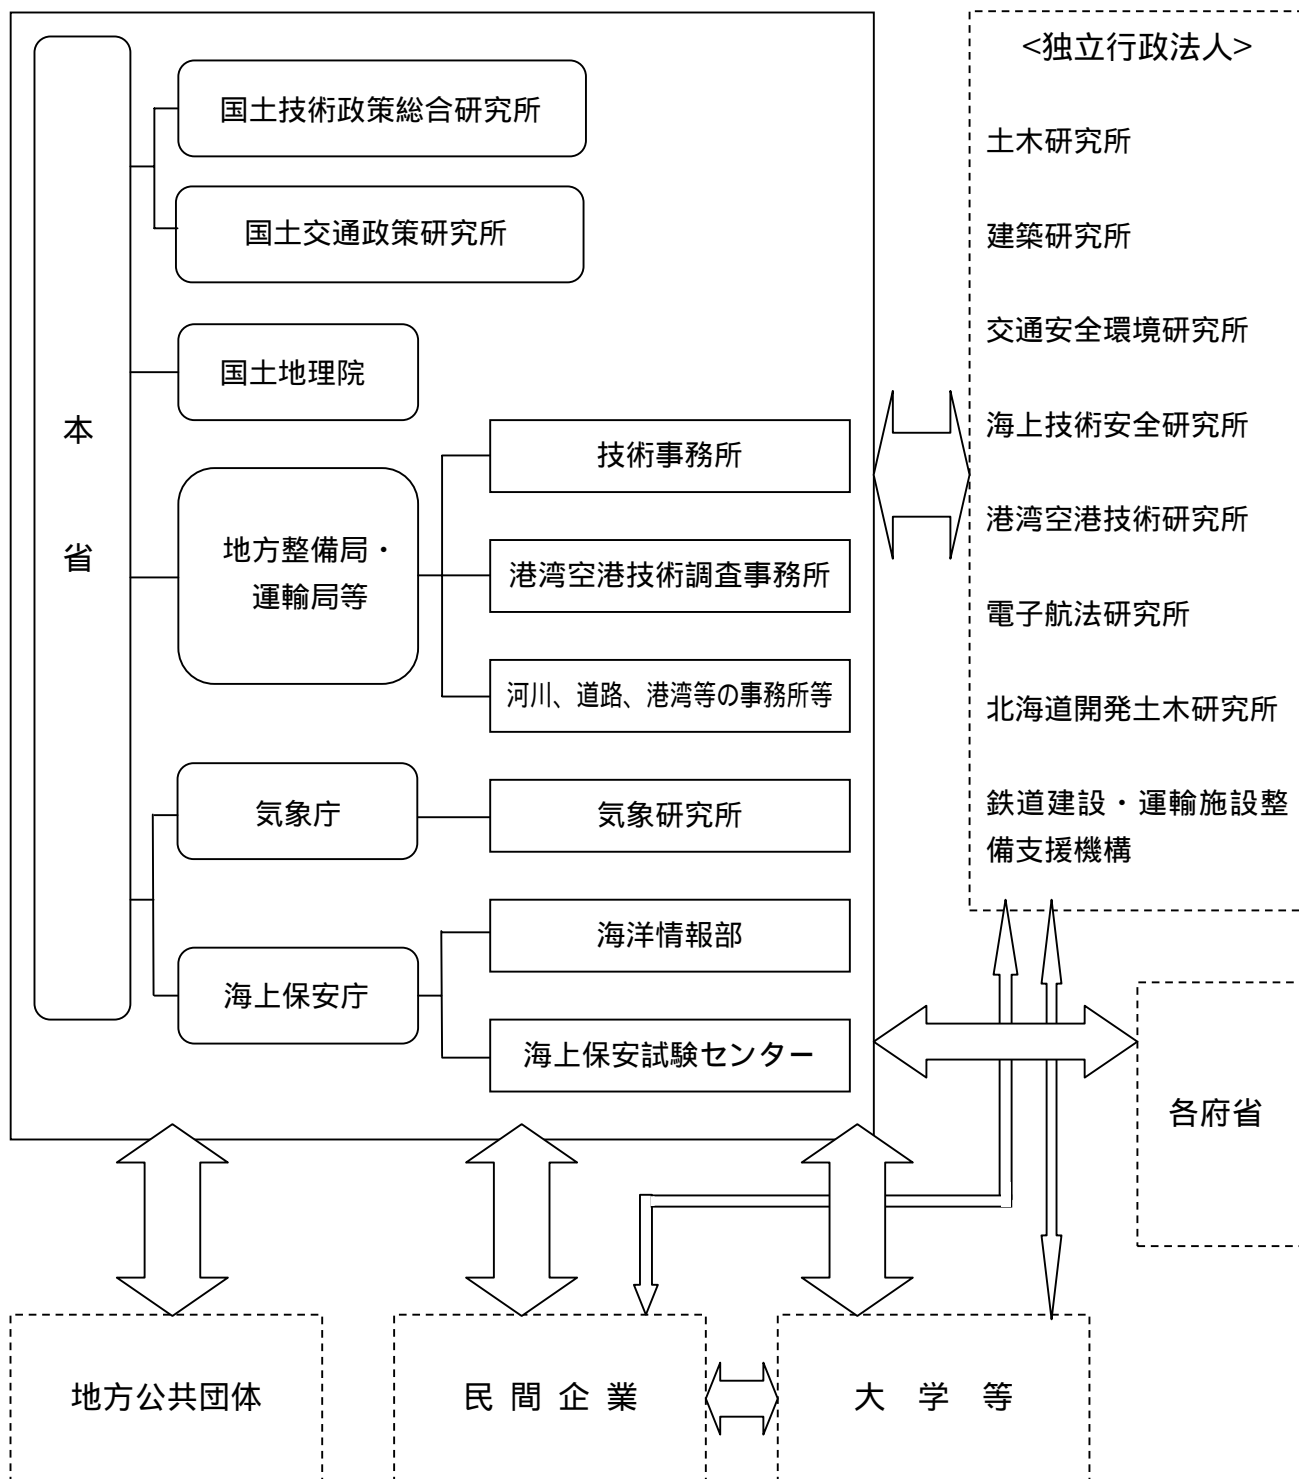 本
省
国土技術政策総合研究所
国土交通政策研究所
国土地理院
地方整備局・
運輸局等
技術事務所
港湾空港技術調査事務所
河川、道路、港湾等の事務所等
気象庁
気象研究所
海上保安庁
海洋情報部
海上保安試験センター
<独立行政法人>
土木研究所
建築研究所
交通安全環境研究所
海上技術安全研究所
港湾空港技術研究所
電子航法研究所
北海道開発土木研究所
鉄道建設・運輸施設整
備支援機構
各府省
地方公共団体
民間企業
大学等